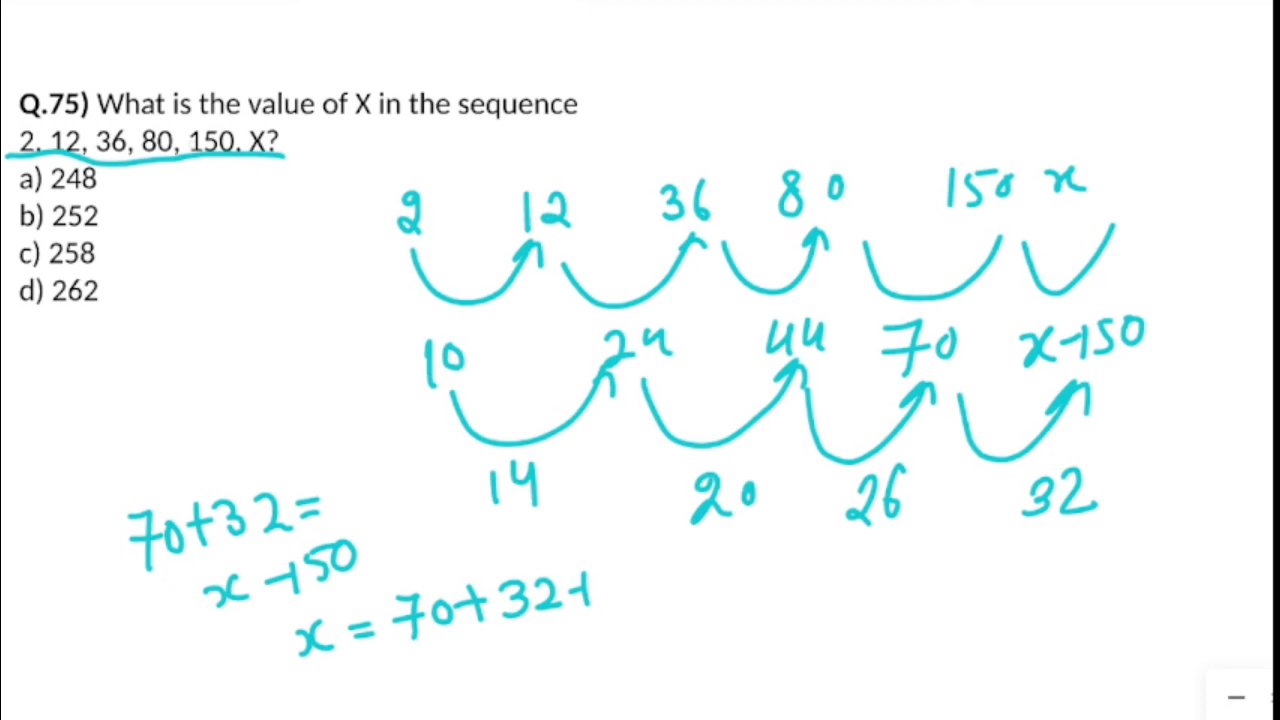 Q.75) What is the value of X in the sequence
2, 12, 36, 80, 150, X?
a) 248
b) 252
c) 258
d) 262
2 12 36 80 150 x
10 24 44 70 x-150
14 20 26 32
70+32=
x-150
x = 70+32+